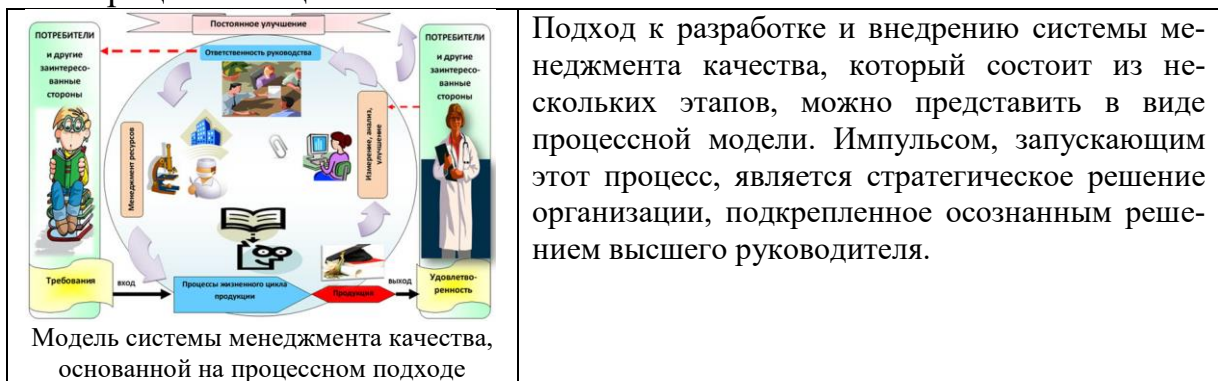 Постоянное улучшение
ПОТРЕБИТЕЛИ
и другие
заинтересо-
ванные
стороны
Ответственность руководства
ПОТРЕБИТЕЛИ
и другие
заинтересо-
ванные
стороны
Менеджмент ресурсов
Измерение, анализ,
улучшение
Требования
вход
Процессы жизненного цикла
продукции
Продукция
выход
Удовлетво-
ренность
Модель системы менеджмента качества,
основанной на процессном подходе
Подход к разработке и внедрению системы ме-
неджмента качества, который состоит из не-
скольких этапов, можно представить в виде
процессной модели. Импульсом, запускающим
этот процесс, является стратегическое решение
организации, подкрепленное осознанным реше-
нием высшего руководителя.